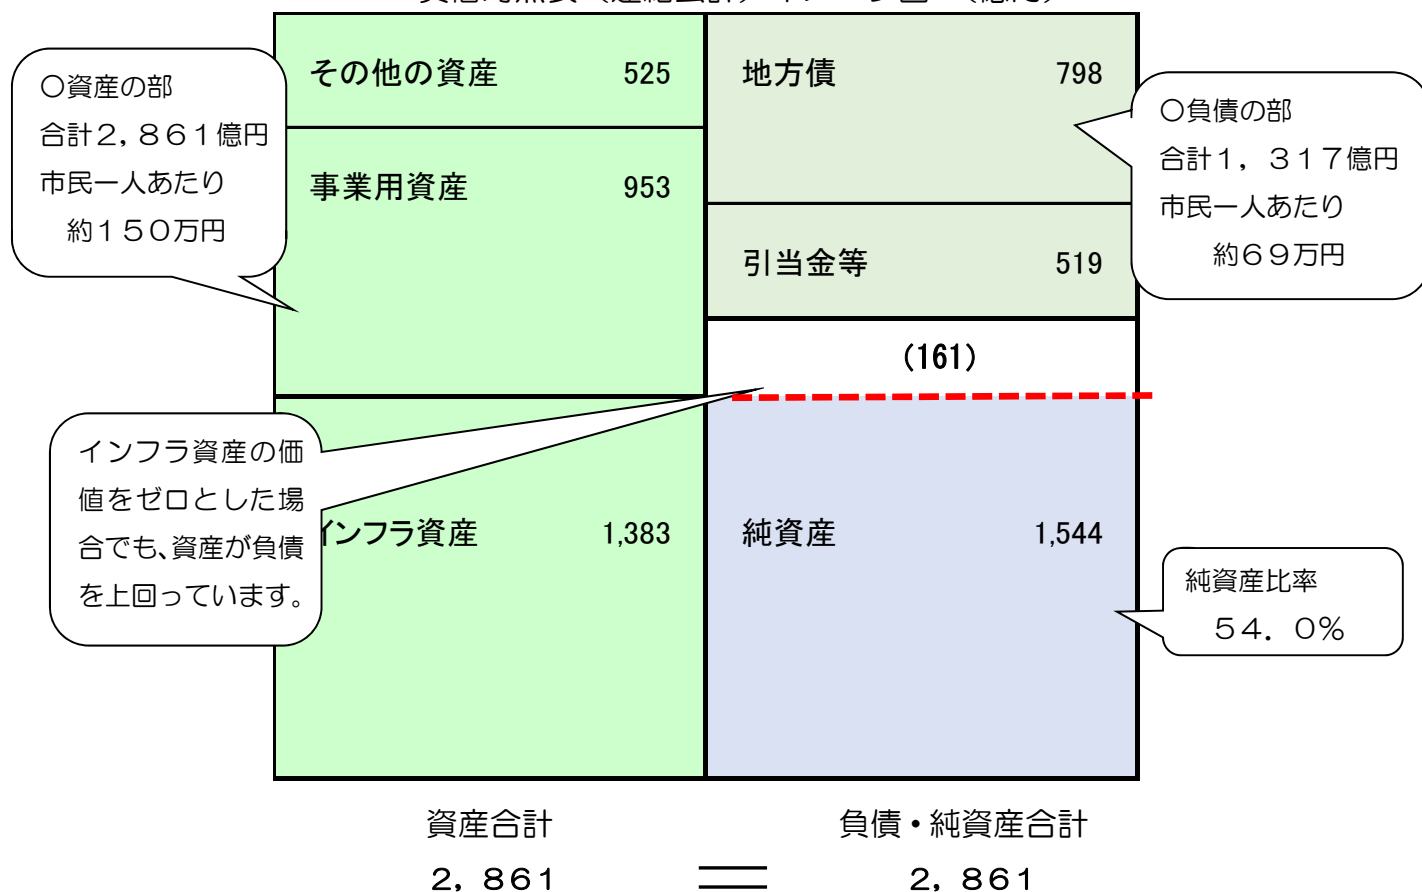 その他の資産 525
地方債 798
〇資産の部
合計２，８６１億円
市民一人あたり
約１５０万円
〇負債の部
合計１，３１７億円
市民一人あたり
約６９万円
事業用資産 953
引当金等 519
(161)
インフラ資産の価
値をゼロとした場
合でも、資産が負債
を上回っています。
インフラ資産 1,383
純資産 1,544
純資産比率
５４．０％
資産合計
負債・純資産合計
２，８６１ ＝ ２，８６１